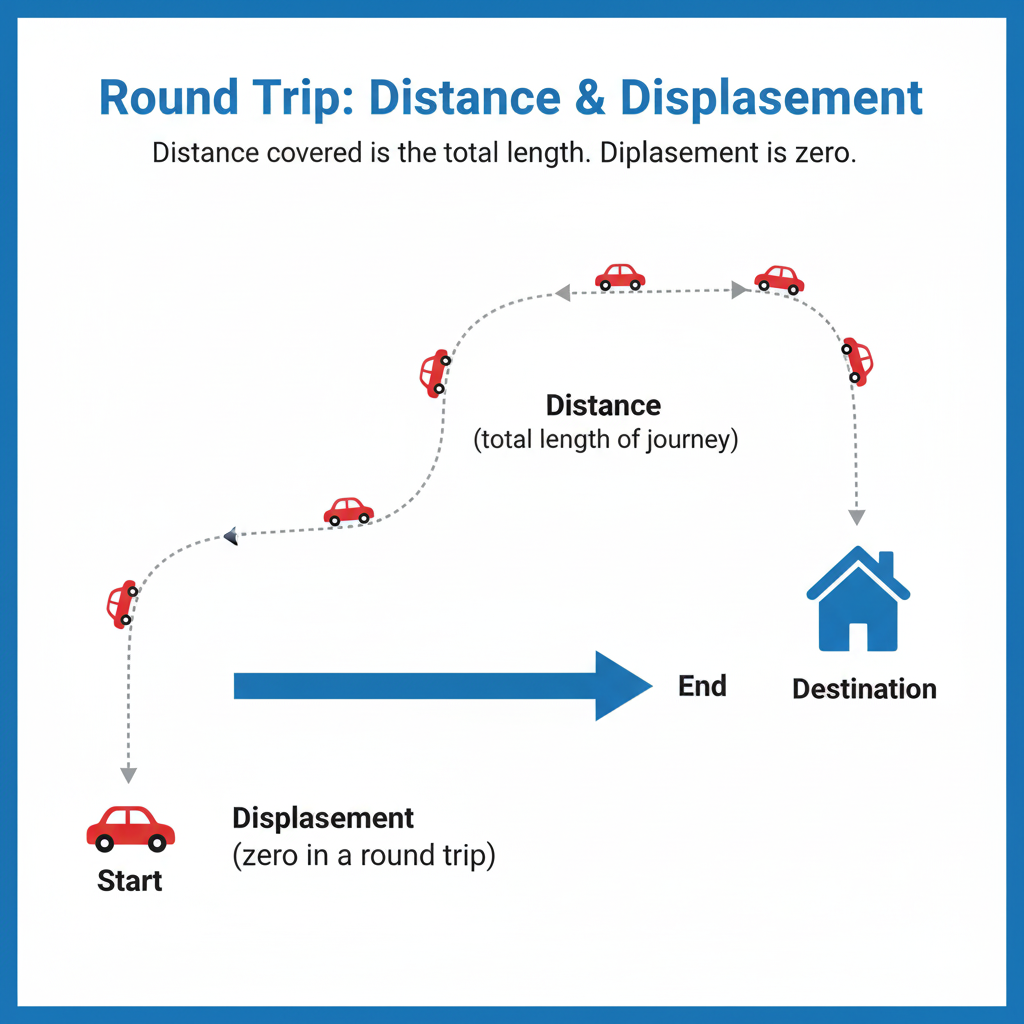 Round Trip: Distance & Displasement
Distance covered is the total length. Diplasement is zero.
Distance
(total length of journey)
End
Destination
Displasement
(zero in a round trip)
Start